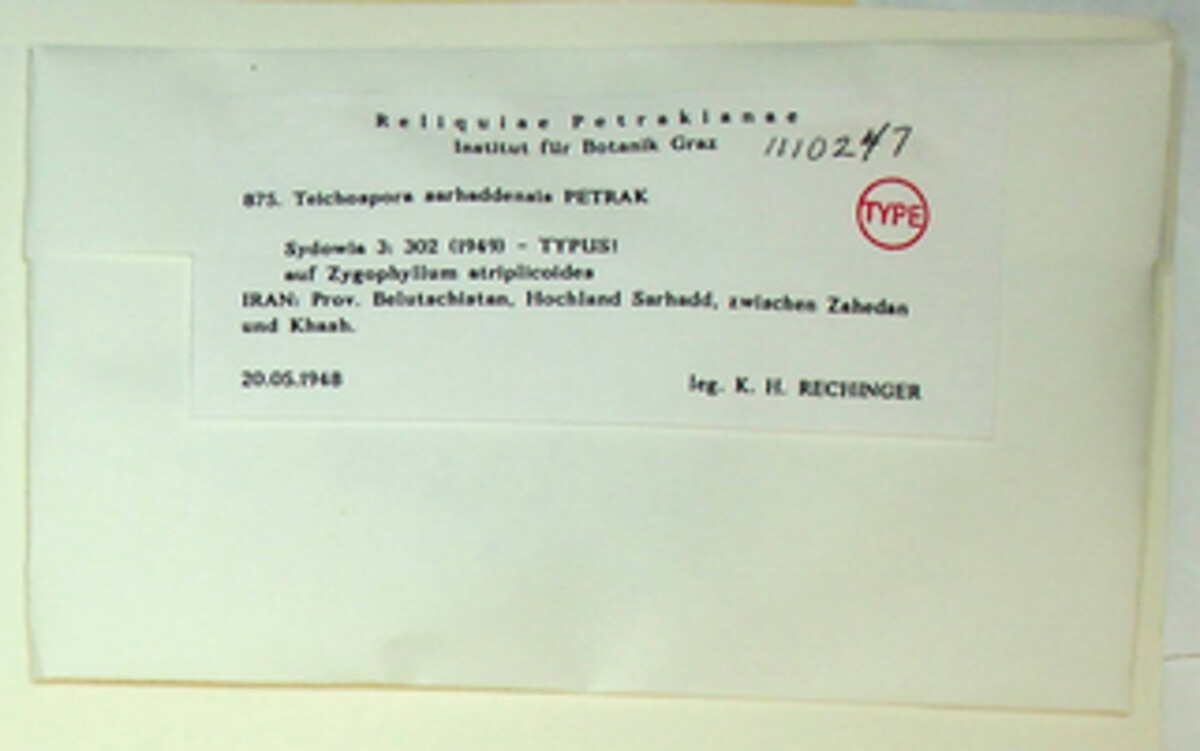 Reliquiae Petrakianae
Institut für Botanik Graz
1110247
875. Teichospora sarhaddensis PETRAK
TYPE
Sydowia 3: 302 (1949) - TYPUS!
auf Zygophyllum atriplicoides
IRAN: Prov. Belutschistan, Hochland Sarhadd, zwischen Zahedan
und Khash.
20.05.1948
leg. K. H. RECHINGER